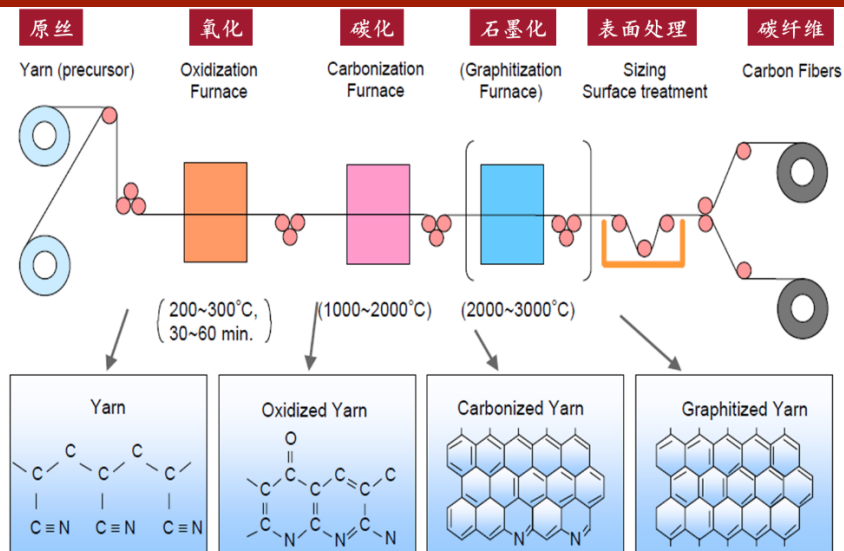 原丝
氧化
碳化
石墨化
表面处理
碳纤维
Yarn (precursor)
Oxidization
Furnace
Carbonization
Furnace
(Graphitization
Furnace)
Sizing
Surface treatment
Carbon Fibers
200~300°C,
30~60 min.
(1000~2000°C)
(2000~3000°C)
Yarn
C C
C C C
C≡N C≡N C≡N
Oxidized Yarn
O
C C C
C C C
C C C
N N N
Carbonized Yarn
N N
Graphitized Yarn